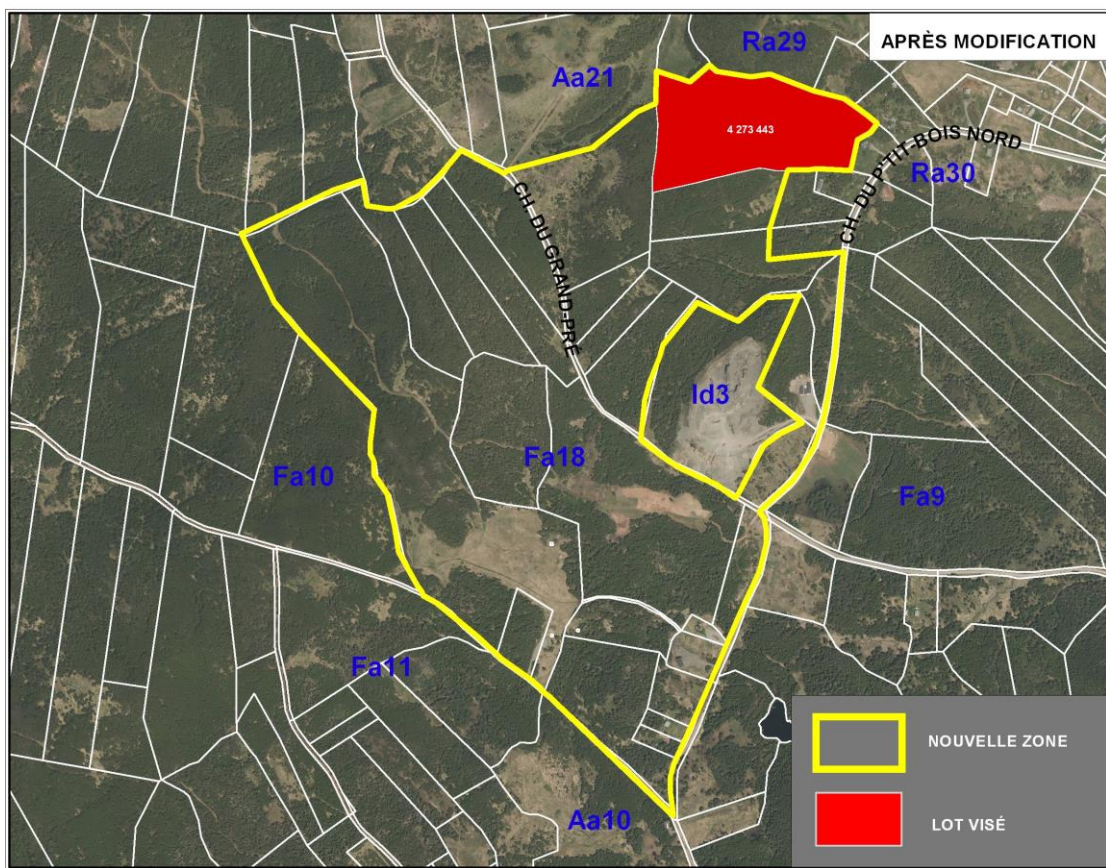 APRÈS MODIFICATION
Ra29
Aa21
4 273 443
CH. DU P'TIT-BOIS NORD
Ra30
CH. DU GRAND-PRÉ
Id3
Fa18
Fa10
Fa9
Fa11
Aa10
NOUVELLE ZONE
LOT VISÉ